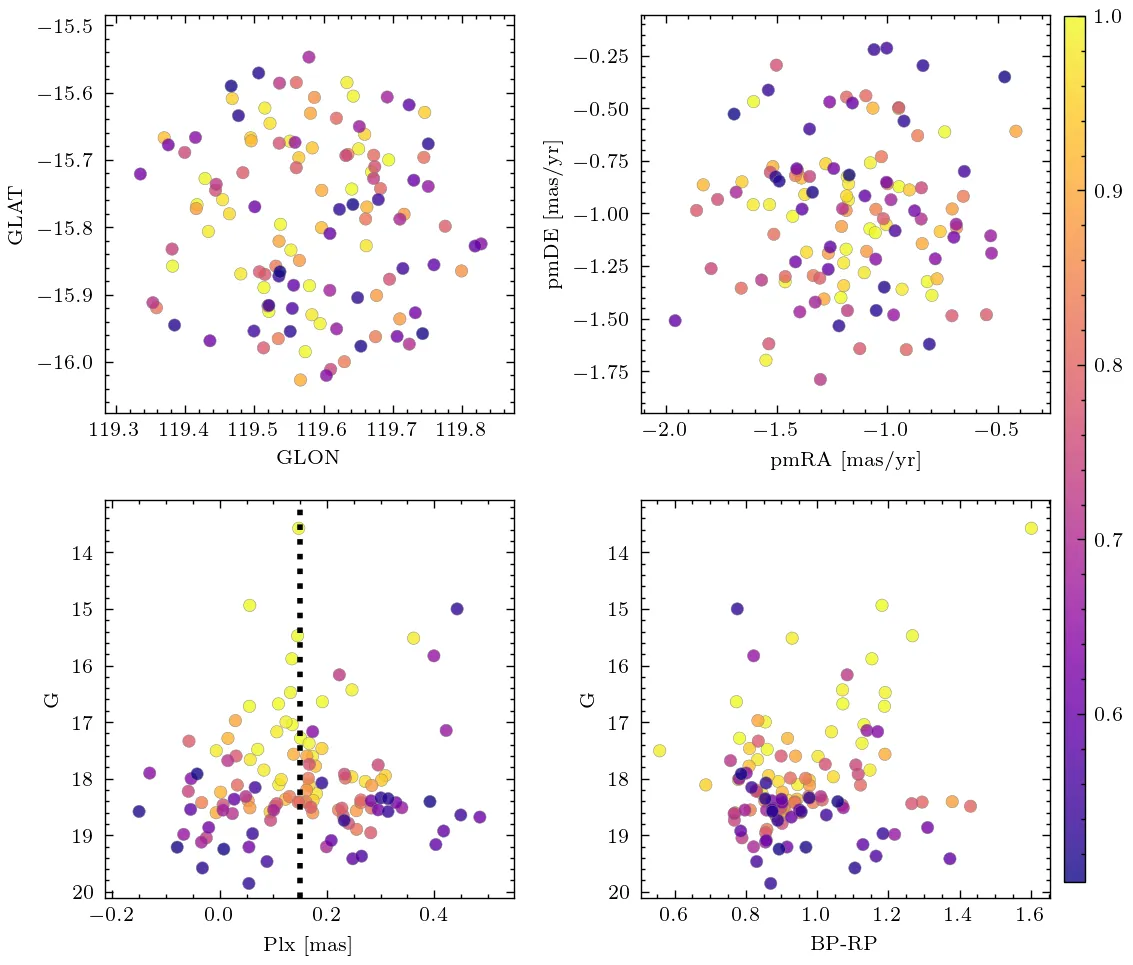 −15.5
−15.6
−15.7
−15.8
−15.9
−16.0
GLAT
119.3 119.4 119.5 119.6 119.7 119.8
GLON
−0.25
−0.50
−0.75
−1.00
−1.25
−1.50
−1.75
pmDE [mas/yr]
−2.0 −1.5 −1.0 −0.5
pmRA [mas/yr]
14
15
16
17
18
19
20
G
−0.2 0.0 0.2 0.4
Plx [mas]
14
15
16
17
18
19
20
G
0.6 0.8 1.0 1.2 1.4 1.6
BP-RP
1.0
0.9
0.8
0.7
0.6